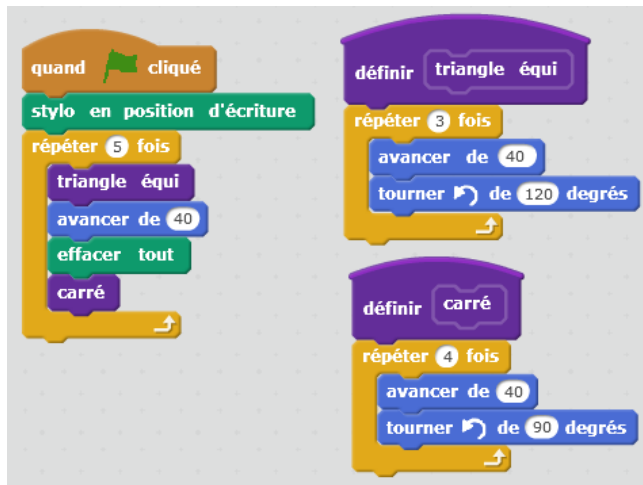 quand cliqué
stylo en position d'écriture
répéter 5 fois
triangle équi
avancer de 40
effacer tout
carré
définir triangle équi
répéter 3 fois
avancer de 40
tourner de 120 degrés
définir carré
répéter 4 fois
avancer de 40
tourner de 90 degrés